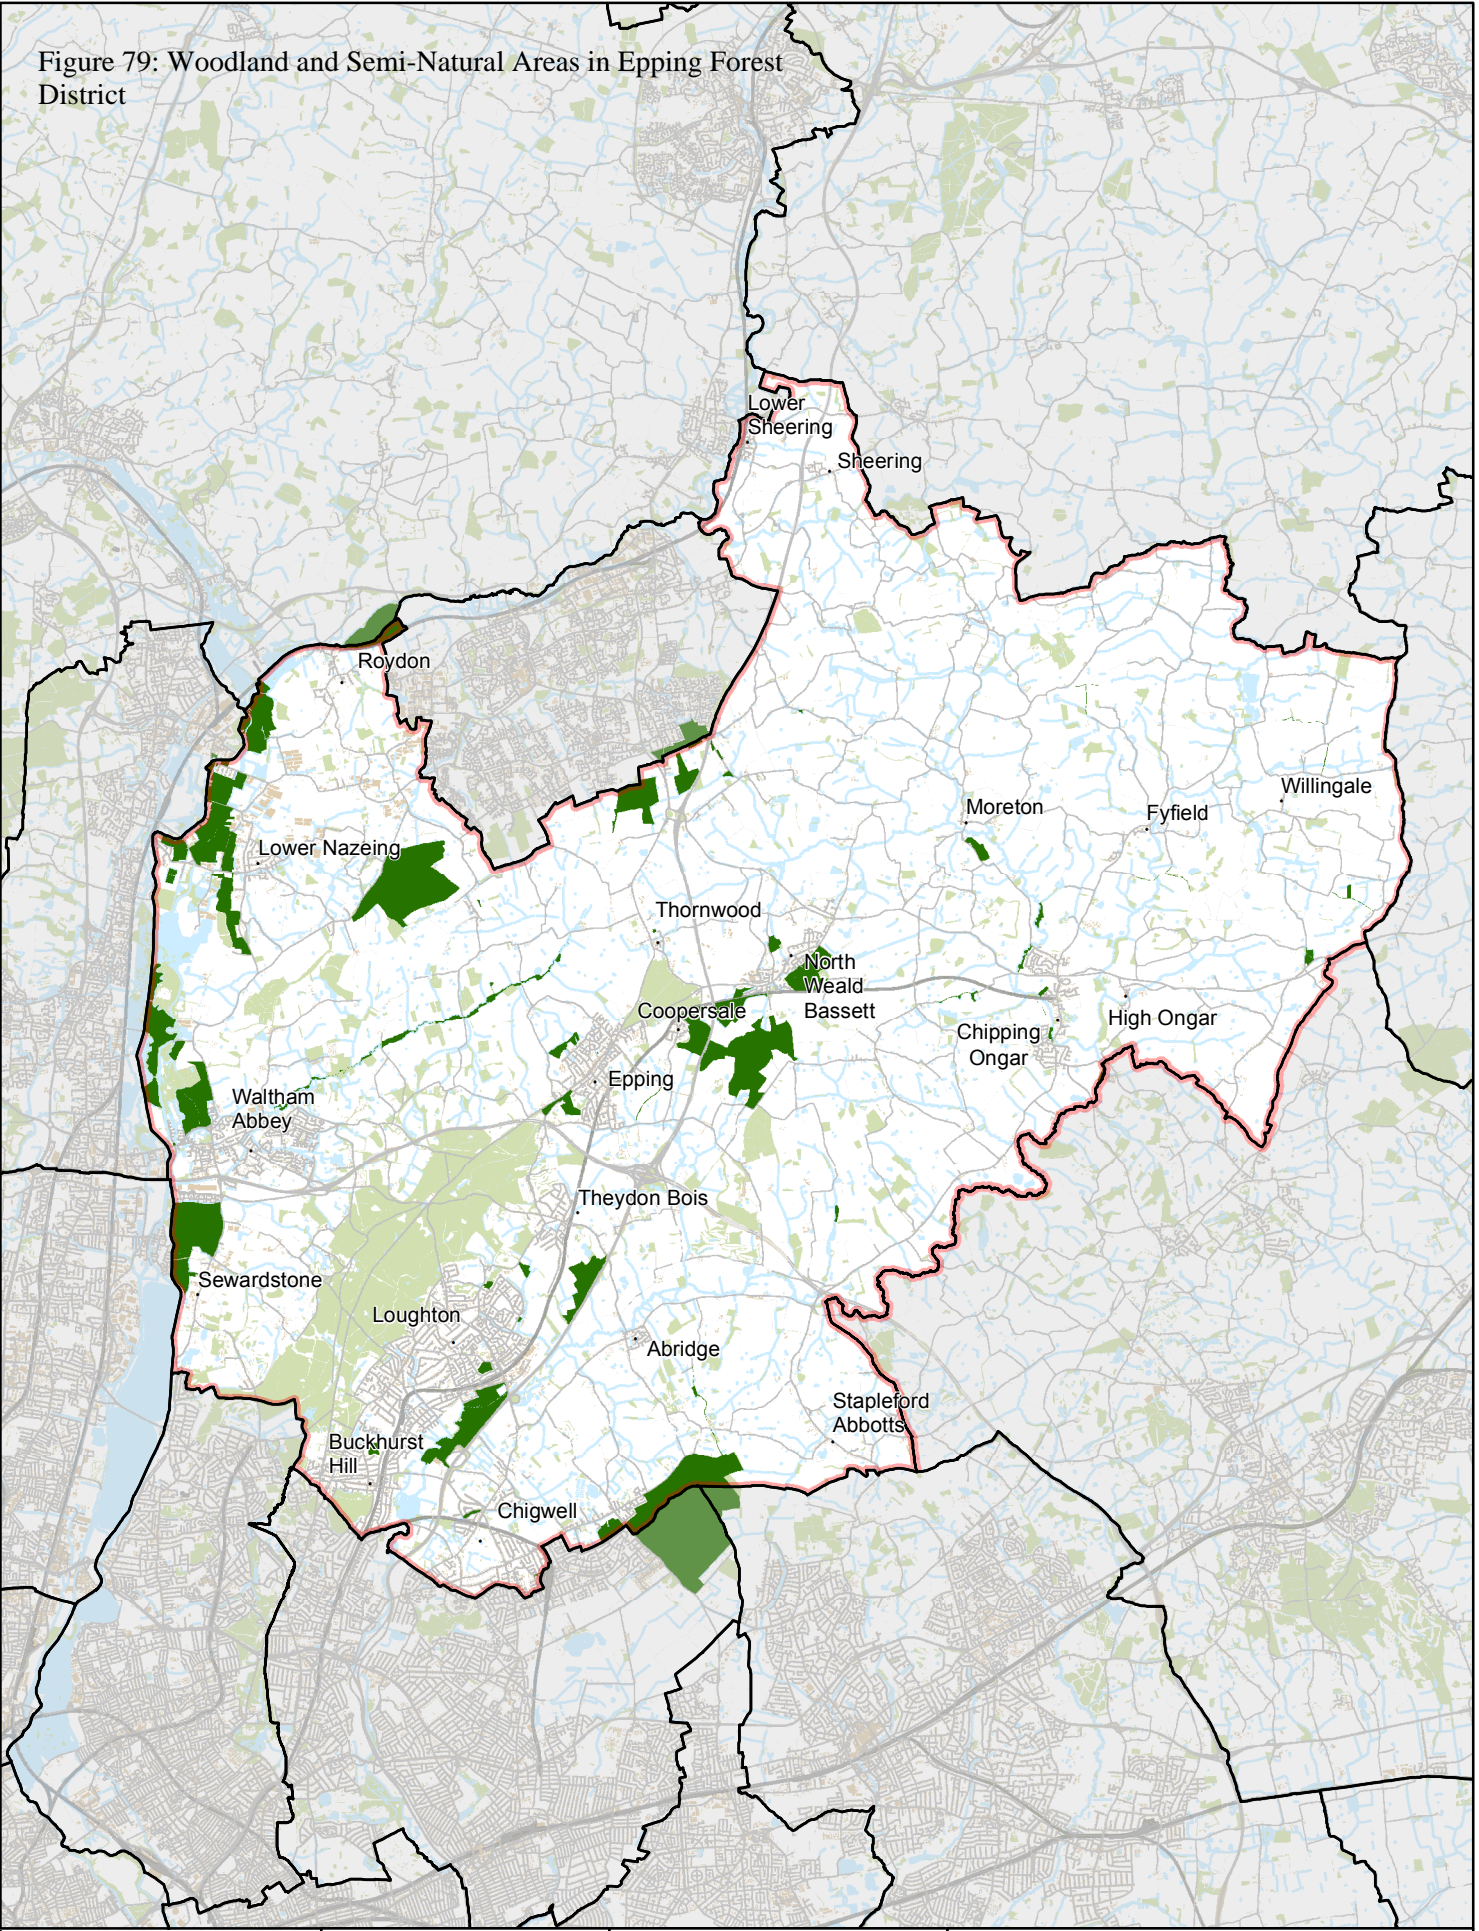 Figure 79: Woodland and Semi-Natural Areas in Epping Forest
District
Lower
Sheering
Sheering
Roydon
Willingale
Moreton
Fyfield
Lower Nazeing
Thornwood
North
Weald
Bassett
Coopersale
High Ongar
Chipping
Ongar
Epping
Waltham
Abbey
Theydon Bois
Sewardstone
Loughton
Abridge
Stapleford
Abbotts
Buckhurst
Hill
Chigwell